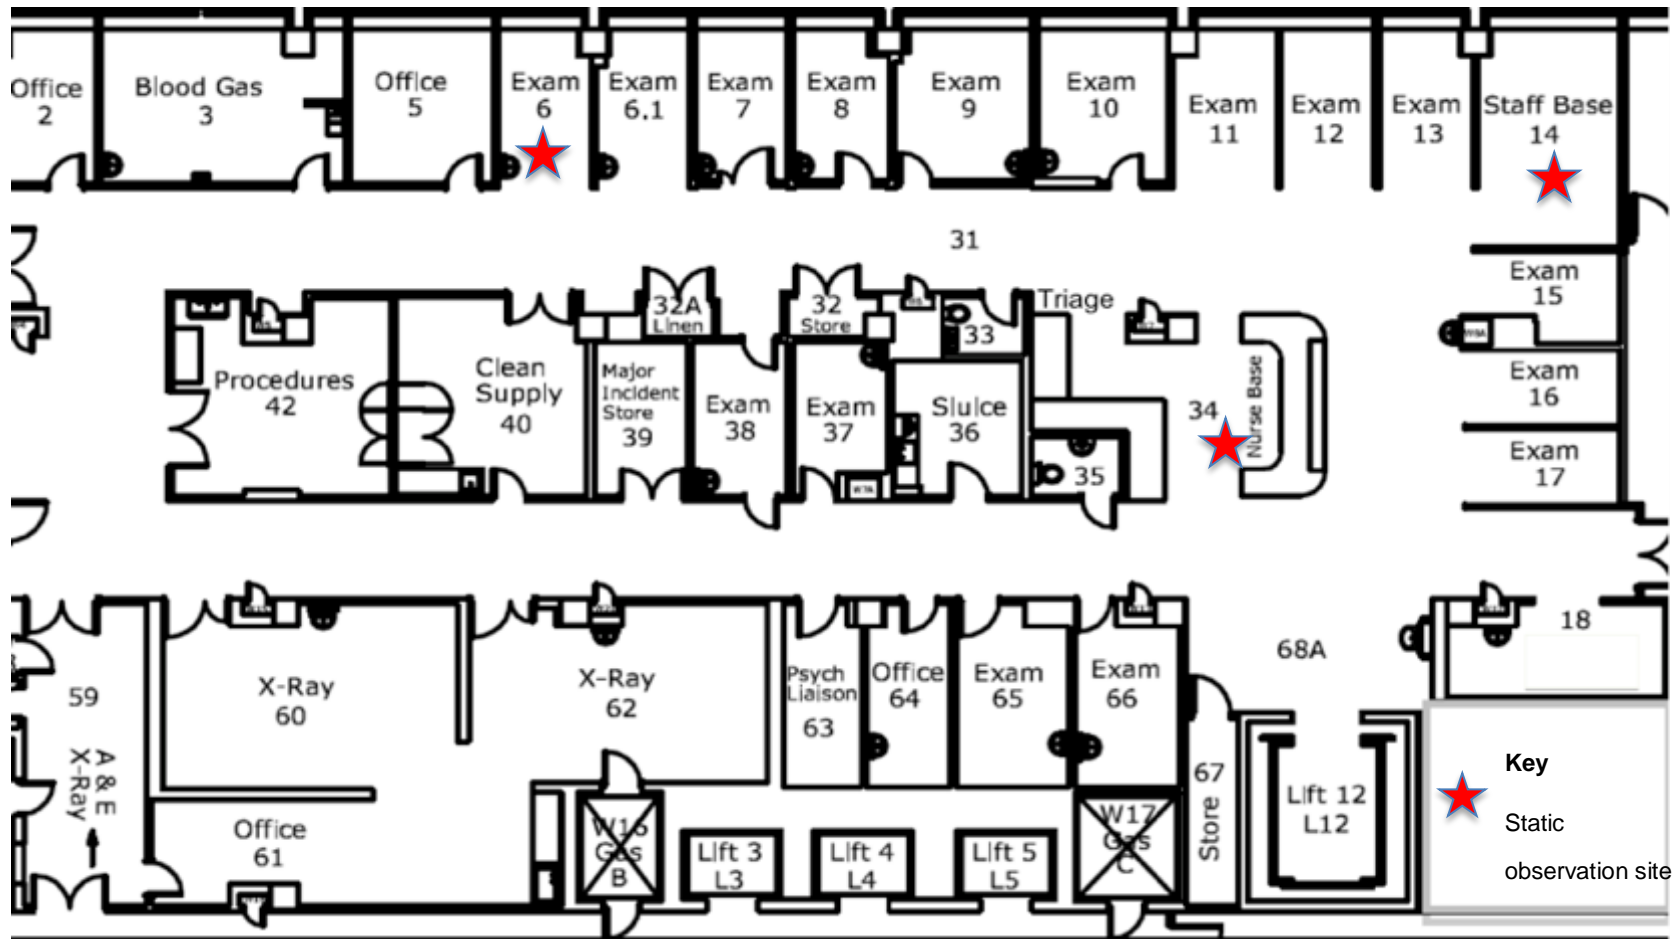 Office
2
Blood Gas
3
Office
5
Exam
6
Exam
6.1
Exam
7
Exam
8
Exam
9
Exam
10
Exam
11
Exam
12
Exam
13
Staff Base
14
31
Exam
15
Exam
16
Exam
17
Triage
32A
Linen
32
Store
33
Procedures
42
Clean
Supply
40
Major
Incident
Store
39
Exam
38
Exam
37
Sluice
36
35
34
Nurse Base
18
59
A & E
X-Ray
X-Ray
60
Office
61
X-Ray
62
Psych
Liaison
63
Office
64
Exam
65
Exam
66
68A
67
Store
W16
Gas
B
Lift 3
L3
Lift 4
L4
Lift 5
L5
W17
Gas
C
Lift 12
L12
Key
Static
observation site